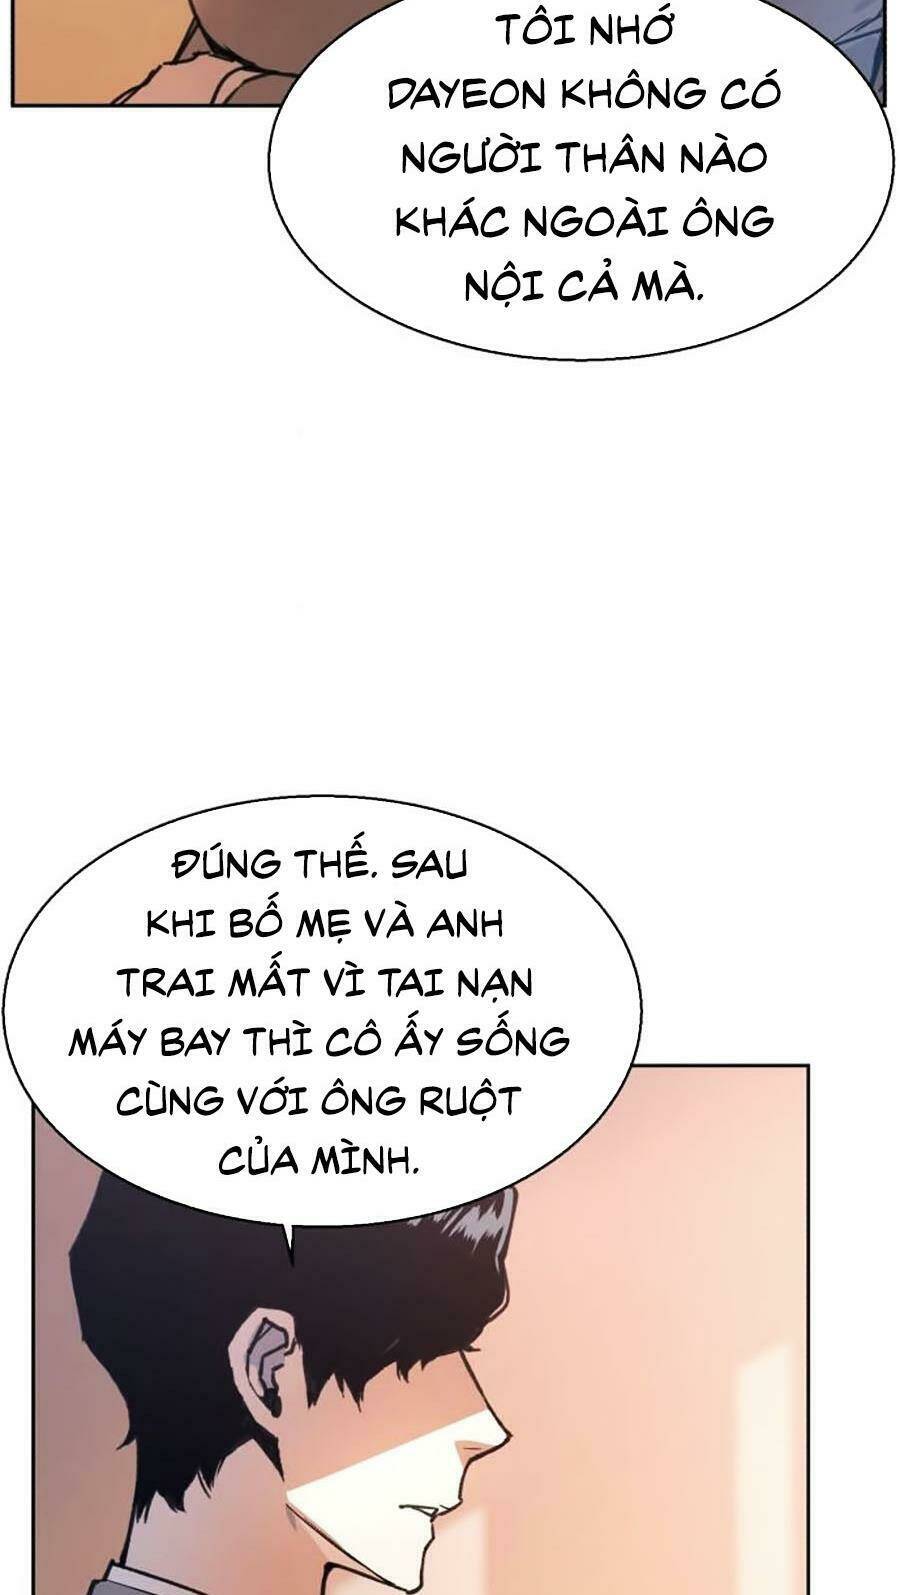 TÔI NHỚ
DAYEON KHÔNG CÓ
NGƯỜI THÂN NÀO
KHÁC NGOÀI ÔNG
NỘI CẢ MÀ.
ĐÚNG THẾ. SAU
KHI BỐ MẸ VÀ ANH
TRAI MẤT VÌ TAI NẠN
MÁY BAY THÌ CÔ ẤY SỐNG
CÙNG VỚI ÔNG RUỘT
CỦA MÌNH.